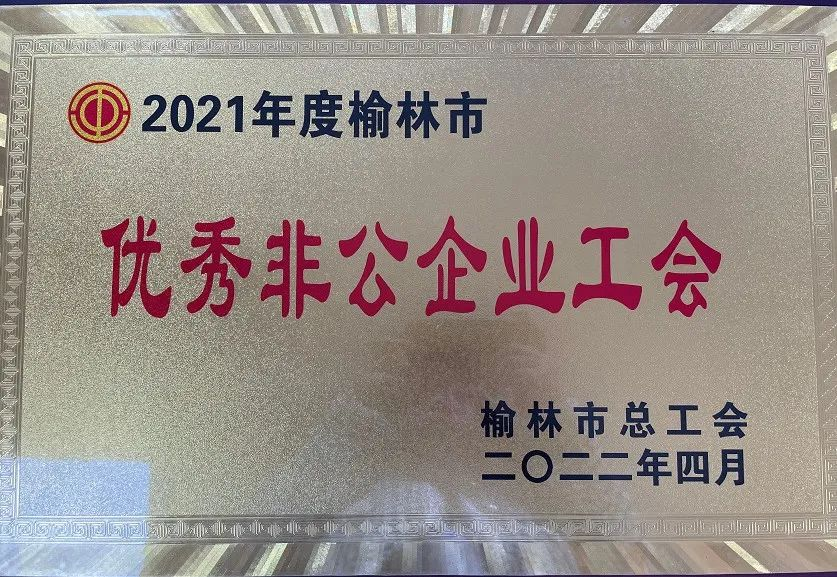 2021年度榆林市
优秀非公企业工会
榆林市总工会
二〇二二年四月